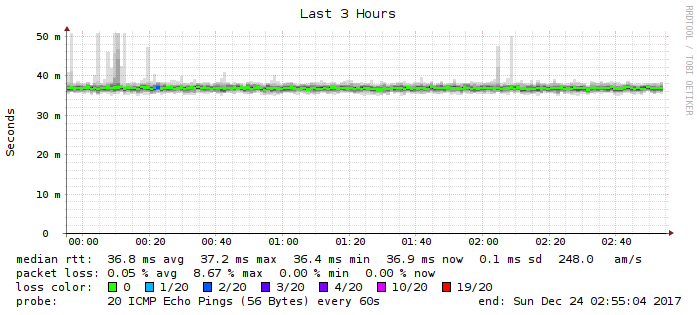 Last 3 Hours
RRDTOOL / TOBI OETIKER
Seconds
50 m
40 m
30 m
20 m
10 m
0
00:00 00:20 00:40 01:00 01:20 01:40 02:00 02:20 02:40
median rtt: 36.8 ms avg 37.2 ms max 36.4 ms min 36.9 ms now 0.1 ms sd 248.0 am/s
packet loss: 0.05 % avg 8.67 % max 0.00 % min 0.00 % now
loss color: 0 1/20 2/20 3/20 4/20 10/20 19/20
probe: 20 ICMP Echo Pings (56 Bytes) every 60s end: Sun Dec 24 02:55:04 2017